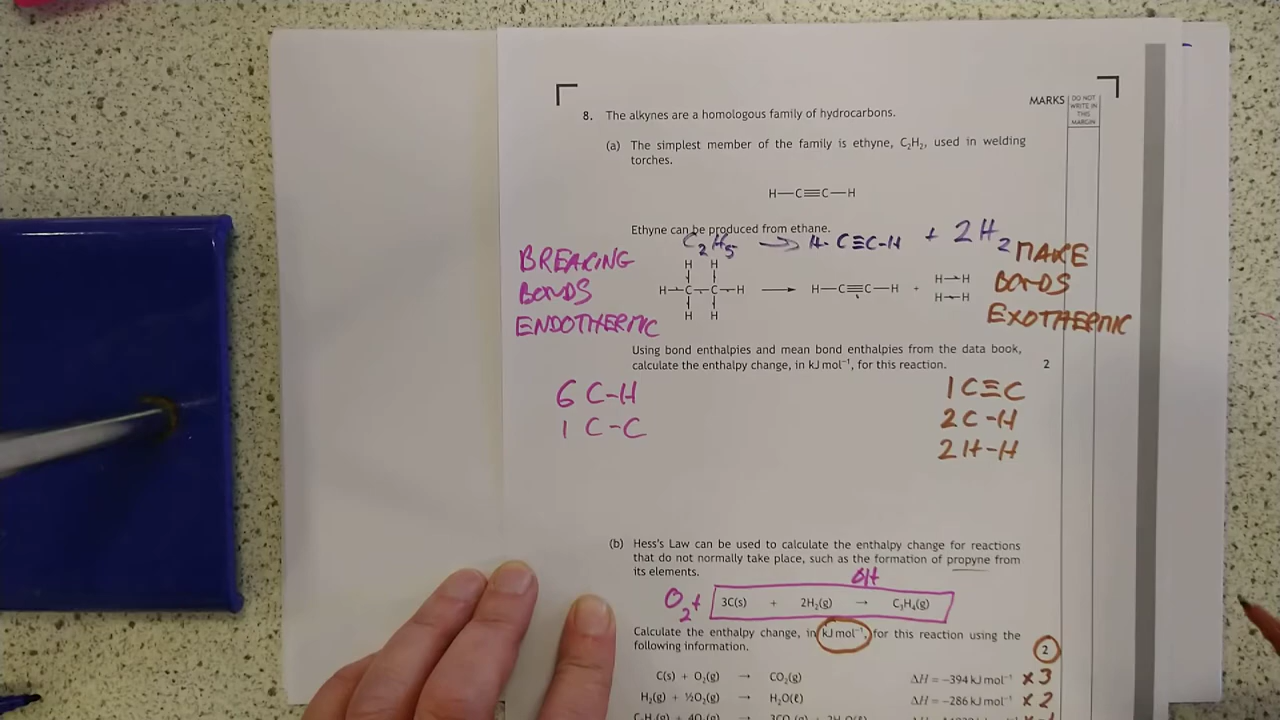 MARKS
DO NOT
WRITE IN
THIS
MARGIN
8. The alkynes are a homologous family of hydrocarbons.
(a) The simplest member of the family is ethyne, C₂H₂, used in welding
torches.
H—C≡C—H
Ethyne can be produced from ethane.
C₂H₅ → H-C≡C-H + 2H₂
BREAKING
BONDS
ENDOTHERMIC
H H
H—C—C—H → H—C≡C—H + H—H
H—H
H H
MAKE
BONDS
EXOTHERMIC
Using bond enthalpies and mean bond enthalpies from the data book,
calculate the enthalpy change, in kJ mol⁻¹, for this reaction. 2
6 C-H
1 C-C
1 C≡C
2 C-H
2 H-H
(b) Hess's Law can be used to calculate the enthalpy change for reactions
that do not normally take place, such as the formation of propyne from
its elements.
ΔH
O₂+ 3C(s) + 2H₂(g) → C₃H₄(g)
Calculate the enthalpy change, in kJ mol⁻¹, for this reaction using the
following information. 2
C(s) + O₂(g) → CO₂(g) ΔH = −394 kJ mol⁻¹ x 3
H₂(g) + ½O₂(g) → H₂O(ℓ) ΔH = −286 kJ mol⁻¹ x 2